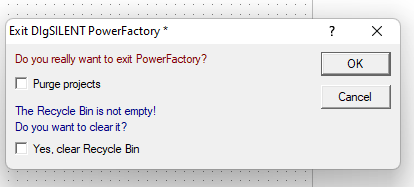 Exit DIgSILENT PowerFactory *
?
Do you really want to exit PowerFactory?
OK
Purge projects
Cancel
The Recycle Bin is not empty!
Do you want to clear it?
Yes, clear Recycle Bin